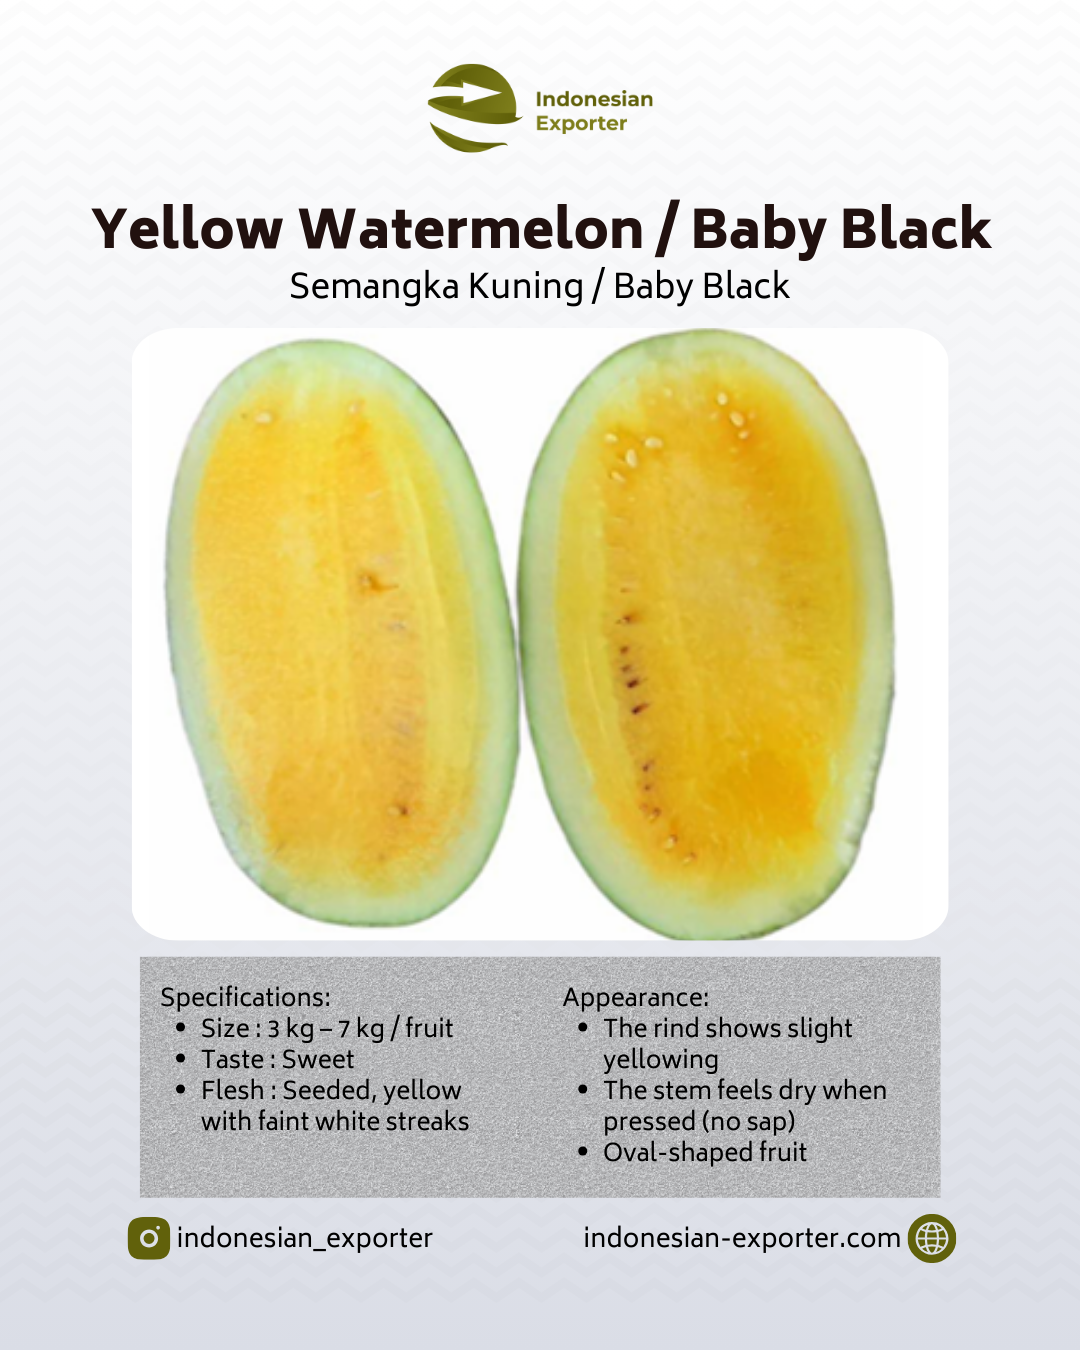 Indonesian
Exporter
Yellow Watermelon / Baby Black
Semangka Kuning / Baby Black
Specifications:
• Size : 3 kg – 7 kg / fruit
• Taste : Sweet
• Flesh : Seeded, yellow
with faint white streaks
Appearance:
• The rind shows slight
yellowing
• The stem feels dry when
pressed (no sap)
• Oval-shaped fruit
indonesian_exporter
indonesian-exporter.com